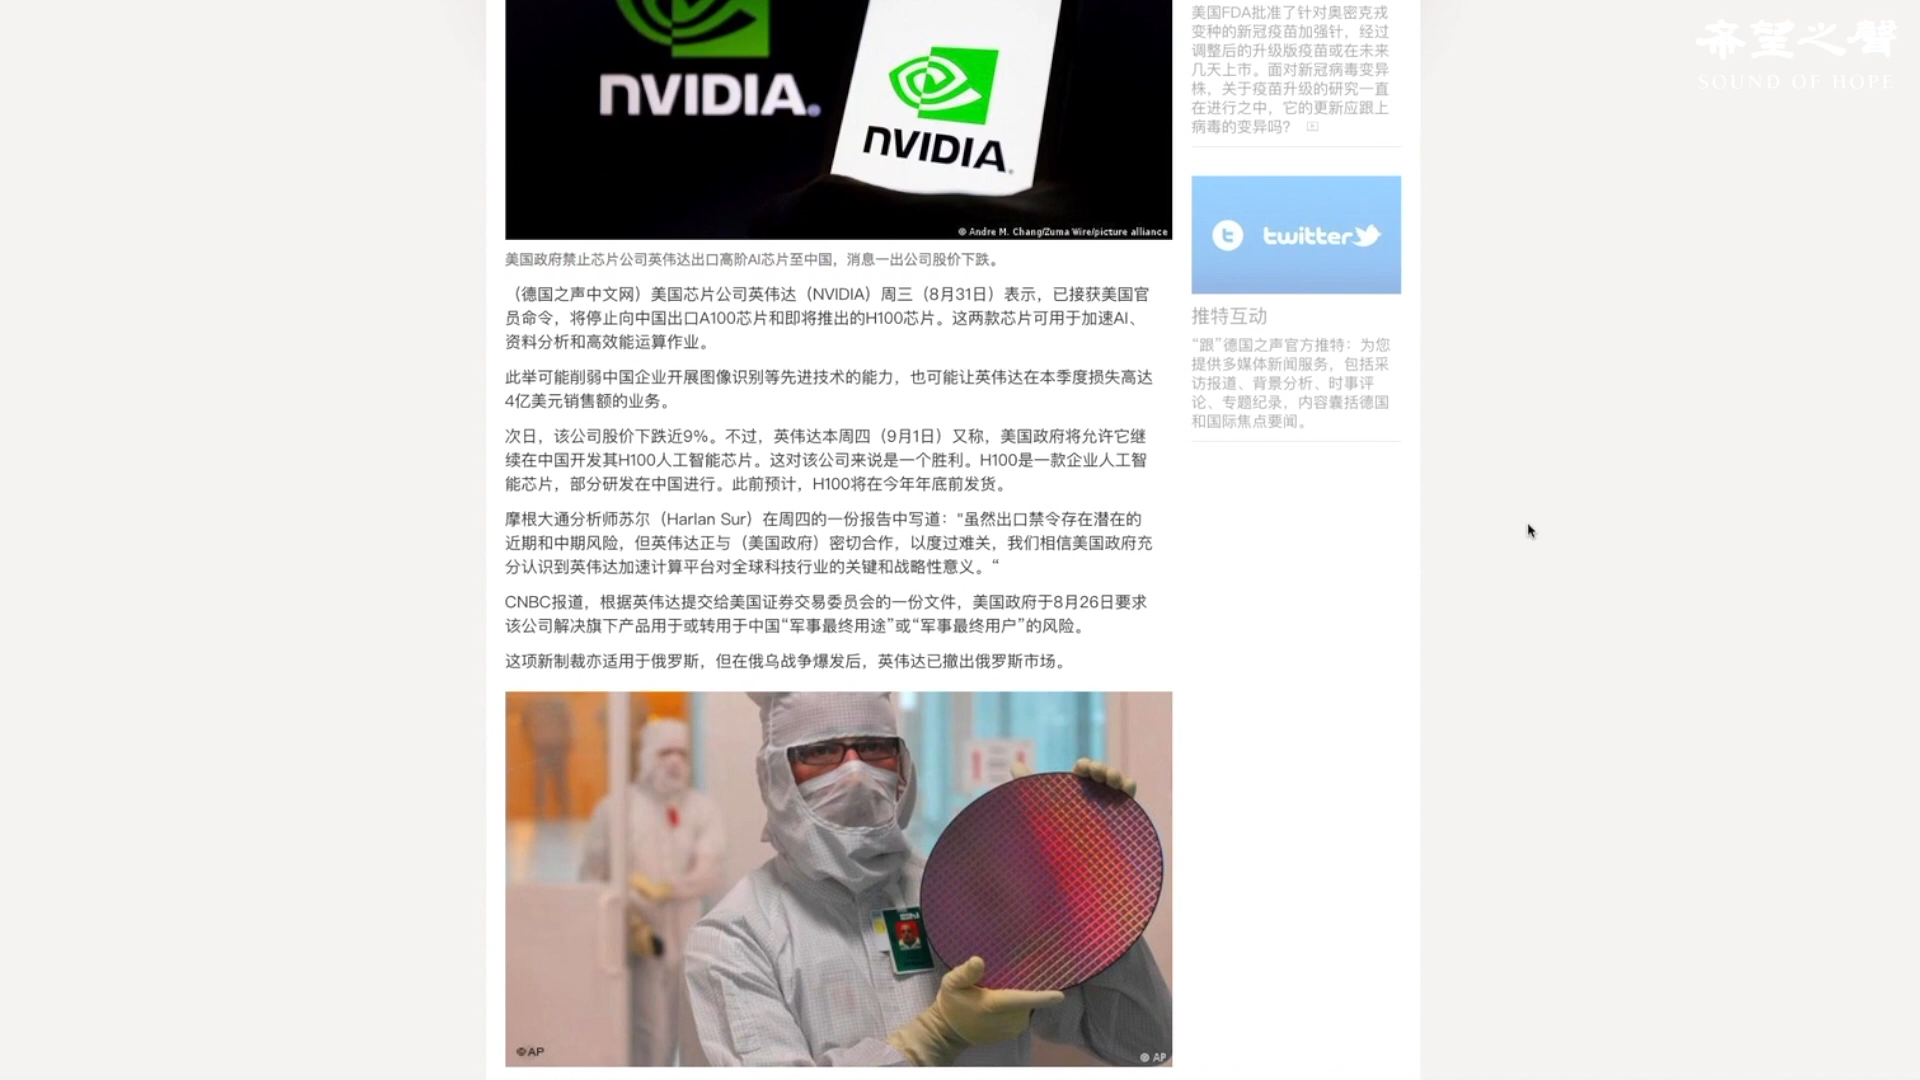 NVIDIA.
NVIDIA.
© Andre M. Chang/Zuma Wire/picture alliance
美国政府禁止芯片公司英伟达出口高阶AI芯片至中国，消息一出公司股价下跌。
（德国之声中文网）美国芯片公司英伟达（NVIDIA）周三（8月31日）表示，已接获美国官
员命令，将停止向中国出口A100芯片和即将推出的H100芯片。这两款芯片可用于加速AI、
资料分析和高效能运算作业。
此举可能削弱中国企业开展图像识别等先进技术的能力，也可能让英伟达在本季度损失高达
4亿美元销售额的业务。
次日，该公司股价下跌近9%。不过，英伟达本周四（9月1日）又称，美国政府将允许它继
续在中国开发其H100人工智能芯片。这对该公司来说是一个胜利。H100是一款企业人工智
能芯片，部分研发在中国进行。此前预计，H100将在今年年底前发货。
摩根大通分析师苏尔（Harlan Sur）在周四的一份报告中写道："虽然出口禁令存在潜在的
近期和中期风险，但英伟达正与（美国政府）密切合作，以度过难关，我们相信美国政府充
分认识到英伟达加速计算平台对全球科技行业的关键和战略性意义。“
CNBC报道，根据英伟达提交给美国证券交易委员会的一份文件，美国政府于8月26日要求
该公司解决旗下产品用于或转用于中国“军事最终用途”或“军事最终用户”的风险。
这项新制裁亦适用于俄罗斯，但在俄乌战争爆发后，英伟达已撤出俄罗斯市场。
©AP
© AP
美国FDA批准了针对奥密克戎
变种的新冠疫苗加强针，经过
调整后的升级版疫苗或在未来
几天上市。面对新冠病毒变异
株，关于疫苗升级的研究一直
在进行之中，它的更新应跟上
病毒的变异吗？
t twitter
推特互动
“跟”德国之声官方推特：为您
提供多媒体新闻服务，包括采
访报道、背景分析、时事评
论、专题纪录，内容囊括德国
和国际焦点要闻。
希望之聲
SOUND OF HOPE